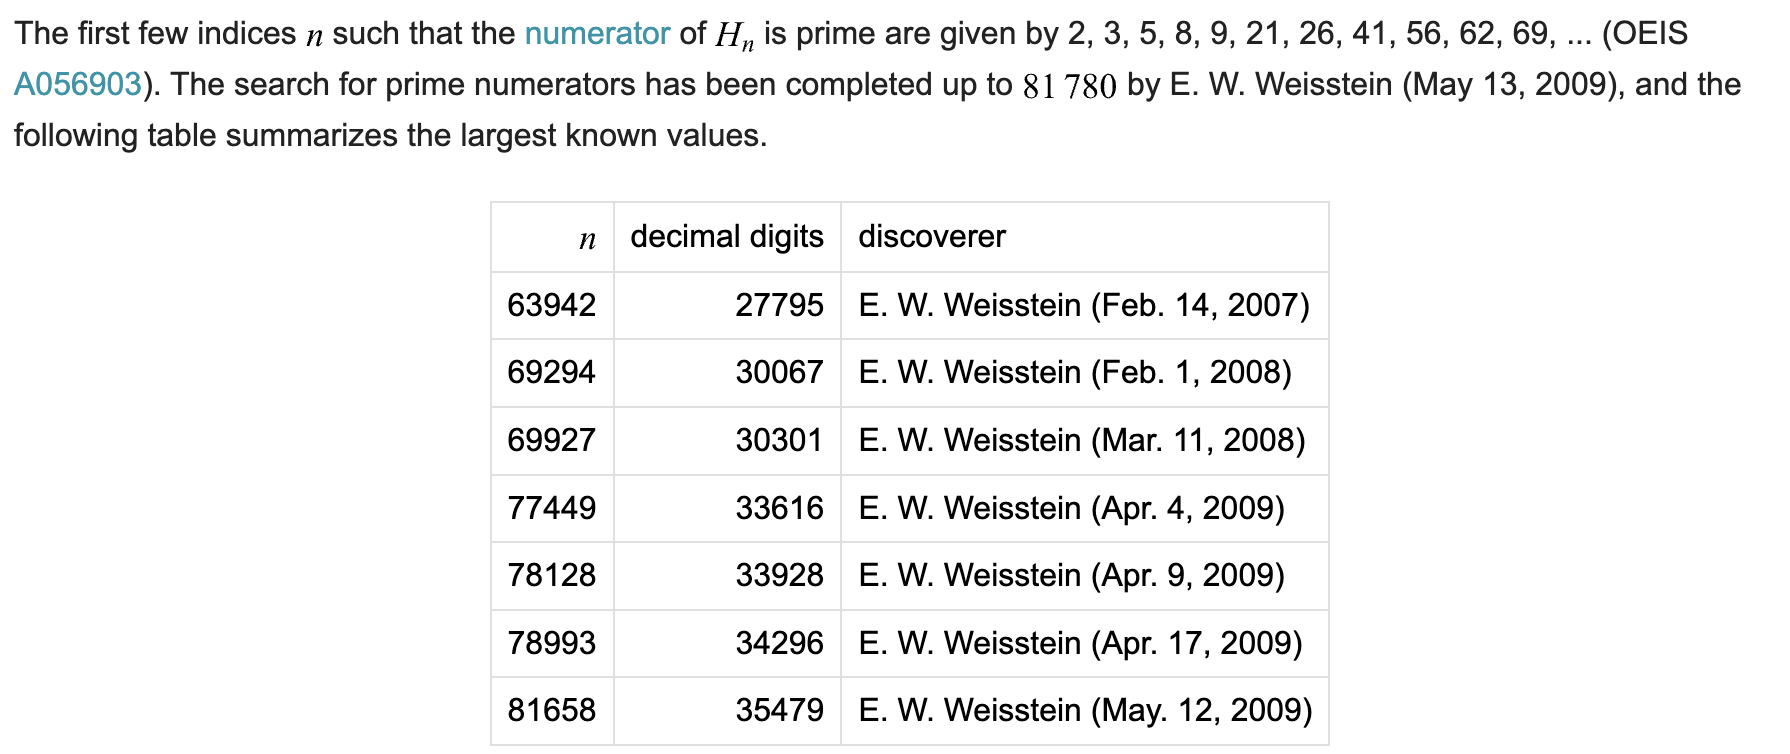 The first few indices n such that the numerator of Hₙ is prime are given by 2, 3, 5, 8, 9, 21, 26, 41, 56, 62, 69, ... (OEIS
A056903). The search for prime numerators has been completed up to 81 780 by E. W. Weisstein (May 13, 2009), and the
following table summarizes the largest known values.
n decimal digits discoverer
63942 27795 E. W. Weisstein (Feb. 14, 2007)
69294 30067 E. W. Weisstein (Feb. 1, 2008)
69927 30301 E. W. Weisstein (Mar. 11, 2008)
77449 33616 E. W. Weisstein (Apr. 4, 2009)
78128 33928 E. W. Weisstein (Apr. 9, 2009)
78993 34296 E. W. Weisstein (Apr. 17, 2009)
81658 35479 E. W. Weisstein (May. 12, 2009)